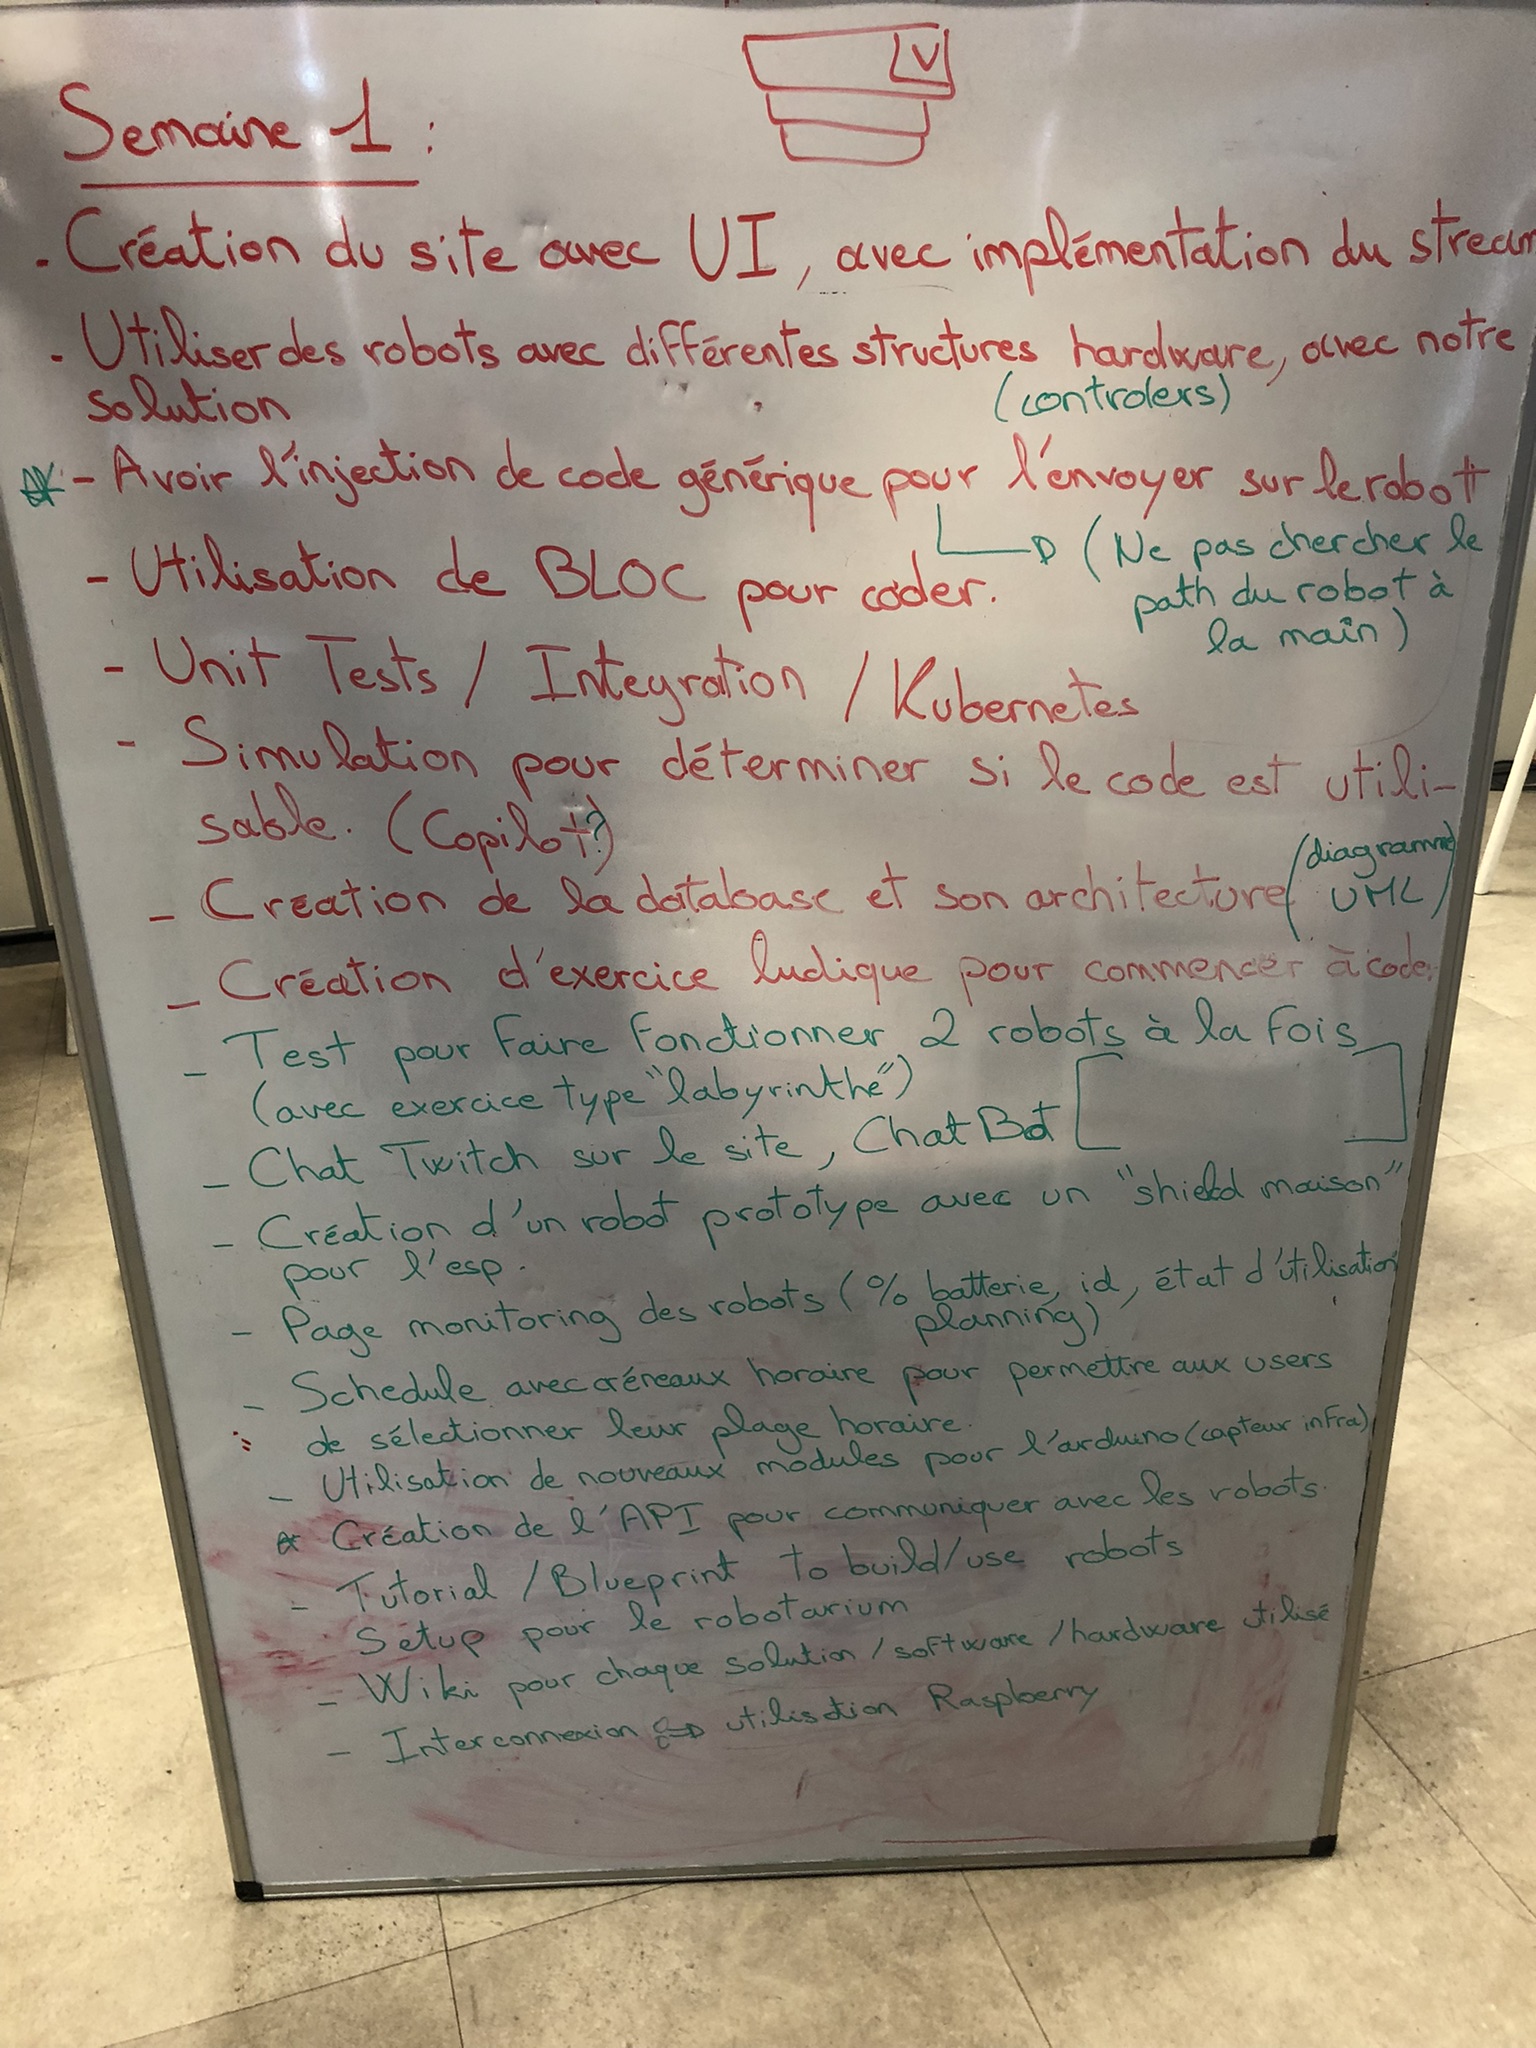 V
Semaine 1 :
. Création du site avec UI, avec implémentation du stream
- Utiliser des robots avec différentes structures hardware, avec notre
solution (controlers)
- Avoir l'injection de code générique pour l'envoyer sur le robot
(Ne pas chercher le
path du robot à
la main)
- Utilisation de BLOC pour coder.
- Unit Tests / Integration / Kubernetes
- Simulation pour déterminer si le code est utili-
sable. (Copilot?)
- Création de la database et son architecture (diagramme
UML)
- Création d'exercice ludique pour commencer à coder
- Test pour faire fonctionner 2 robots à la fois
(avec exercice type "labyrinthe")
- Chat Twitch sur le site, ChatBot
- Création d'un robot prototype avec un "shield maison"
pour l'esp.
- Page monitoring des robots (% batterie, id, état d'utilisation
planning)
- Schedule avec créneaux horaire pour permettre aux users
de sélectionner leur plage horaire.
- Utilisation de nouveaux modules pour l'arduino (capteur infra)
* Création de l'API pour communiquer avec les robots.
- Tutorial / Blueprint to build/use robots
Setup pour le robotarium
- Wiki pour chaque solution / software / hardware utilisé
- Interconnexion utilisation Raspberry